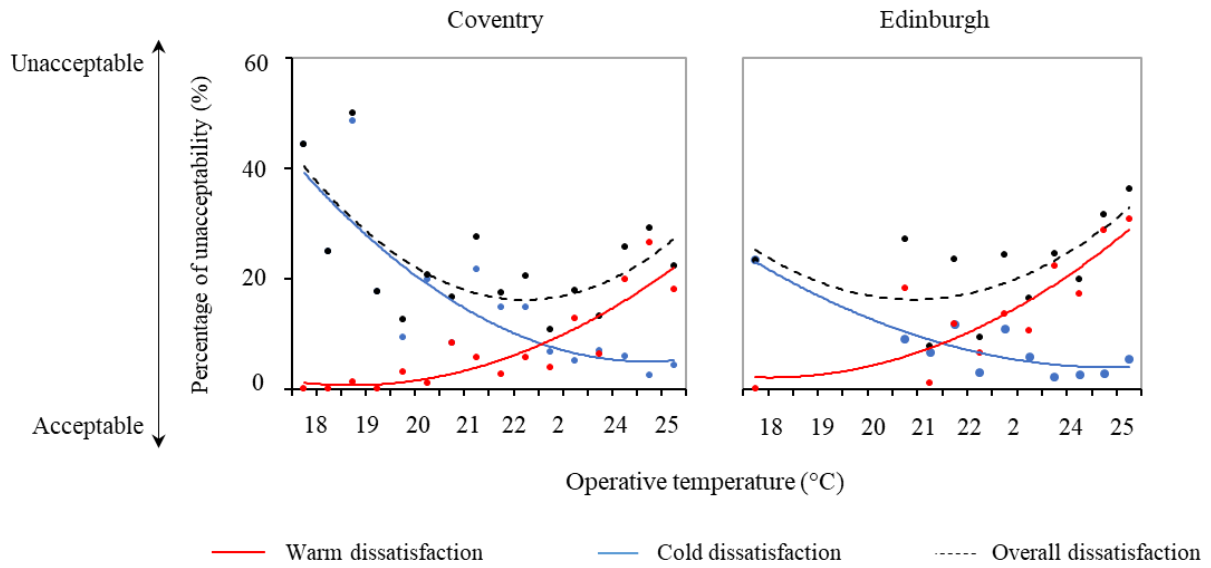 Coventry
Edinburgh
Unacceptable
Acceptable
Percentage of unacceptability (%)
60
40
20
0
18 19 20 21 22 2 24 25
18 19 20 21 22 2 24 25
Operative temperature (°C)
Warm dissatisfaction
Cold dissatisfaction
Overall dissatisfaction